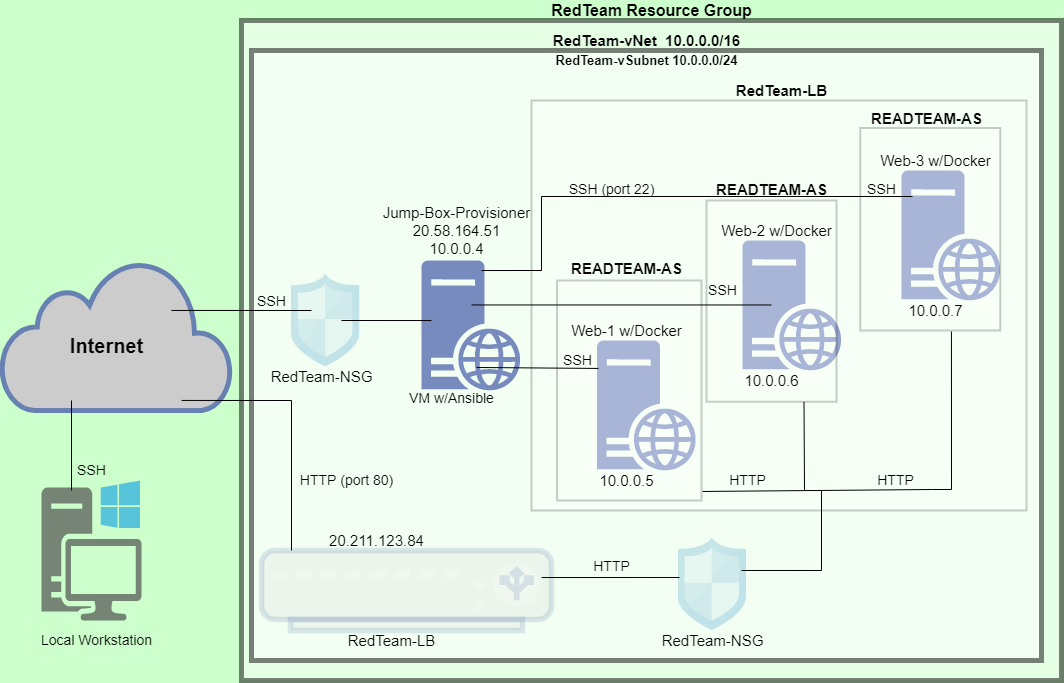 RedTeam Resource Group
RedTeam-vNet 10.0.0.0/16
RedTeam-vSubnet 10.0.0.0/24
RedTeam-LB
READTEAM-AS
Web-3 w/Docker
SSH (port 22)
READTEAM-AS
SSH
Jump-Box-Provisioner
20.58.164.51
10.0.0.4
Web-2 w/Docker
READTEAM-AS
SSH
SSH
10.0.0.7
Web-1 w/Docker
Internet
SSH
RedTeam-NSG
10.0.0.6
VM w/Ansible
SSH
HTTP (port 80)
10.0.0.5
HTTP
HTTP
20.211.123.84
HTTP
Local Workstation
RedTeam-LB
RedTeam-NSG